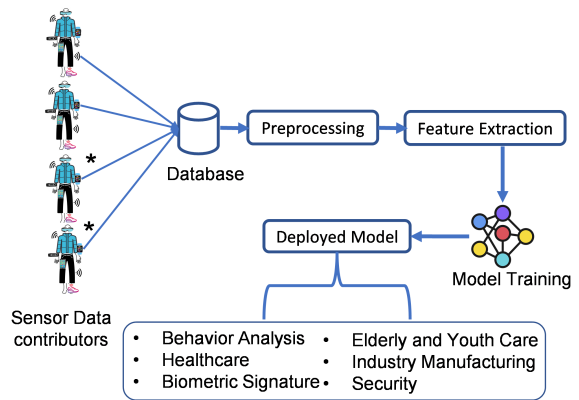 Preprocessing
Feature Extraction
Database
*
*
Deployed Model
Model Training
Sensor Data
contributors
• Behavior Analysis
• Healthcare
• Biometric Signature
• Elderly and Youth Care
• Industry Manufacturing
• Security